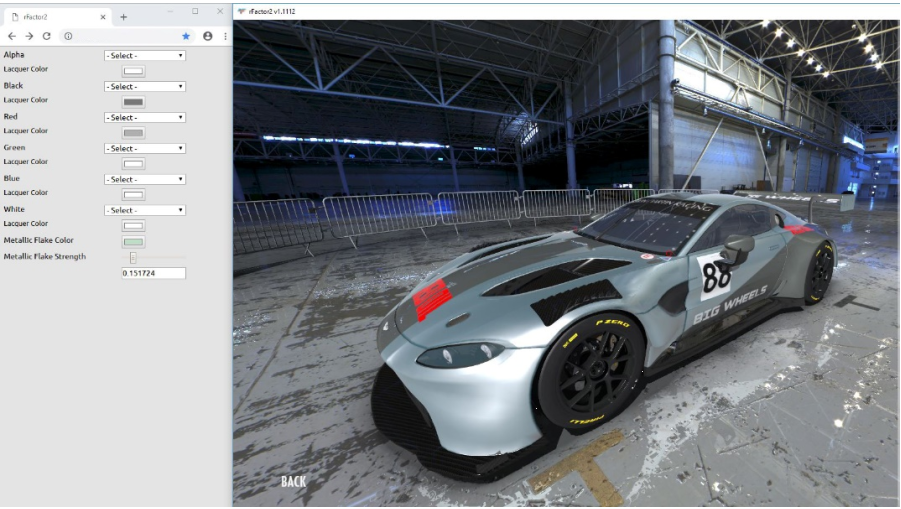 rFactor2
rFactor2 v1.1112
Alpha
- Select -
Lacquer Color
Black
- Select -
Lacquer Color
Red
- Select -
Lacquer Color
Green
- Select -
Lacquer Color
Blue
- Select -
Lacquer Color
White
- Select -
Lacquer Color
Metallic Flake Color
Metallic Flake Strength
0.151724
RACING
88
BIG WHEELS
P ZERO
PIRELLI
BACK